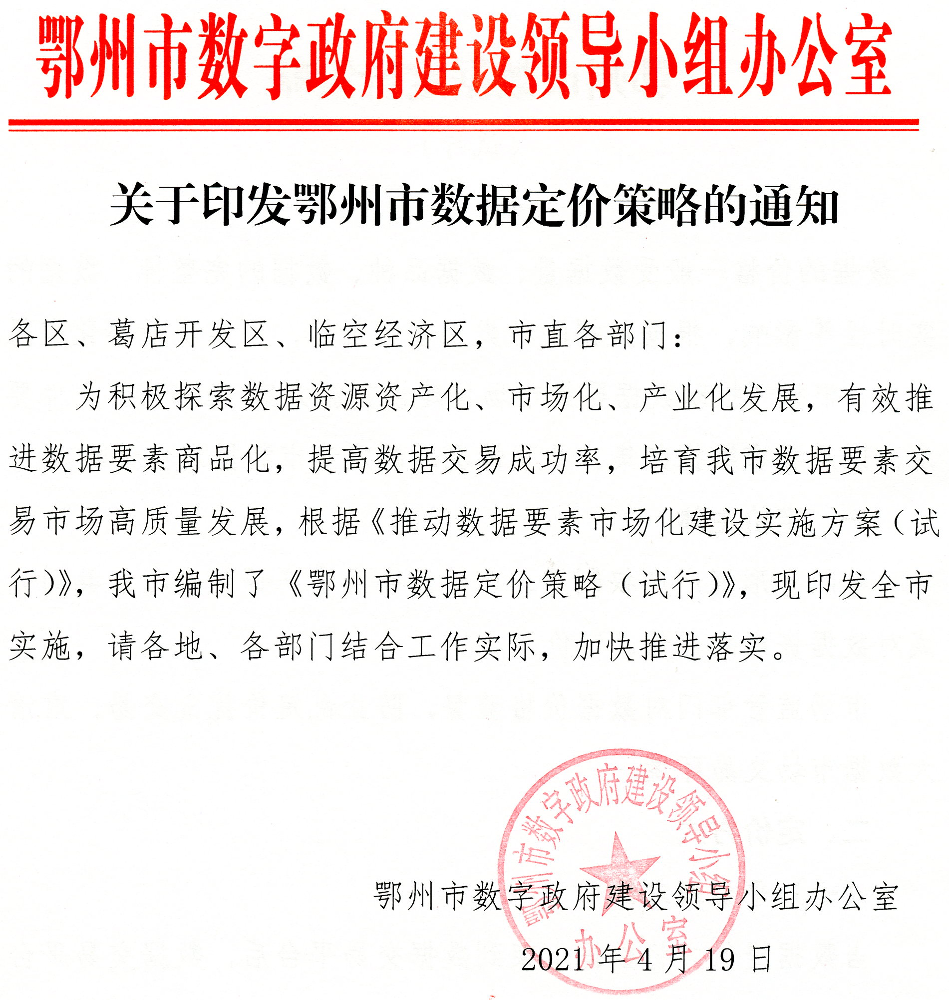 鄂州市数字政府建设领导小组办公室
关于印发鄂州市数据定价策略的通知
各区、葛店开发区、临空经济区，市直各部门：
为积极探索数据资源资产化、市场化、产业化发展，有效推
进数据要素商品化，提高数据交易成功率，培育我市数据要素交
易市场高质量发展，根据《推动数据要素市场化建设实施方案（试
行）》，我市编制了《鄂州市数据定价策略（试行）》，现印发全市
实施，请各地、各部门结合工作实际，加快推进落实。
鄂州市数字政府建设领导小组
鄂州市数字政府建设领导小组办公室
办公室
2021年4月19日